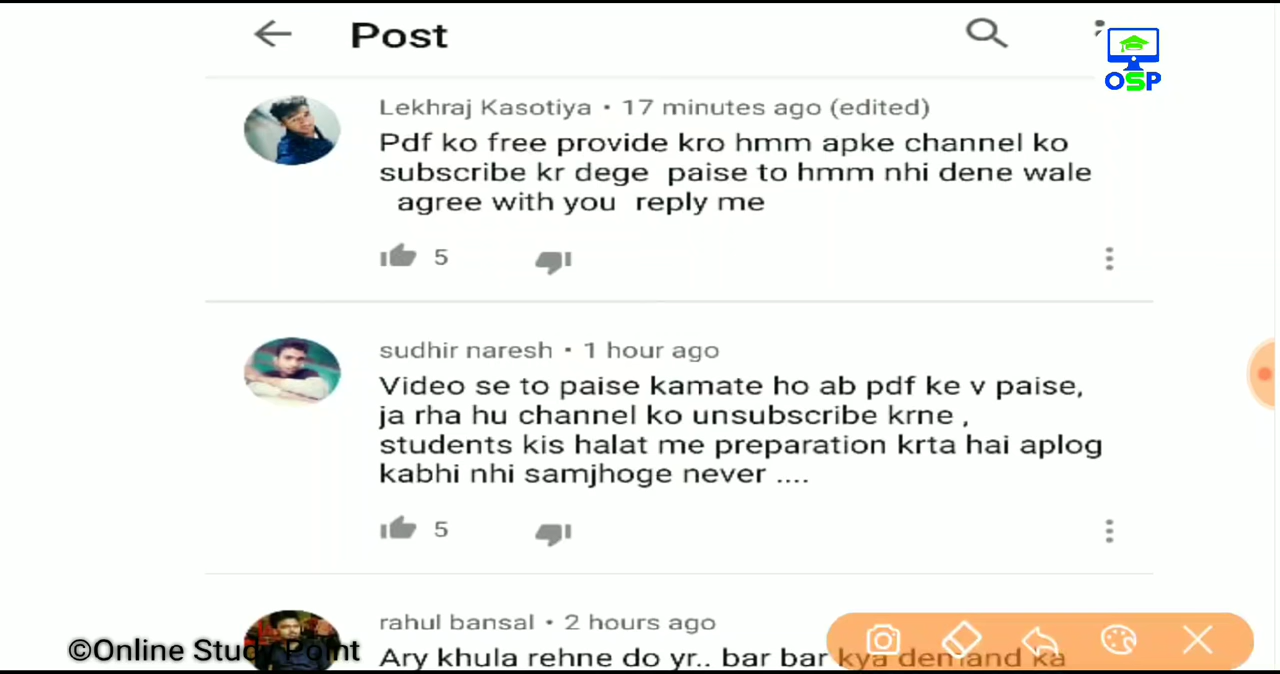 Post
OSP
Lekhraj Kasotiya • 17 minutes ago (edited)
Pdf ko free provide kro hmm apke channel ko
subscribe kr dege paise to hmm nhi dene wale
agree with you reply me
5
sudhir naresh • 1 hour ago
Video se to paise kamate ho ab pdf ke v paise,
ja rha hu channel ko unsubscribe krne ,
students kis halat me preparation krta hai aplog
kabhi nhi samjhoge never ....
5
rahul bansal • 2 hours ago
Ary khula rehne do yr.. bar bar kya demand ka
©Online Study Point